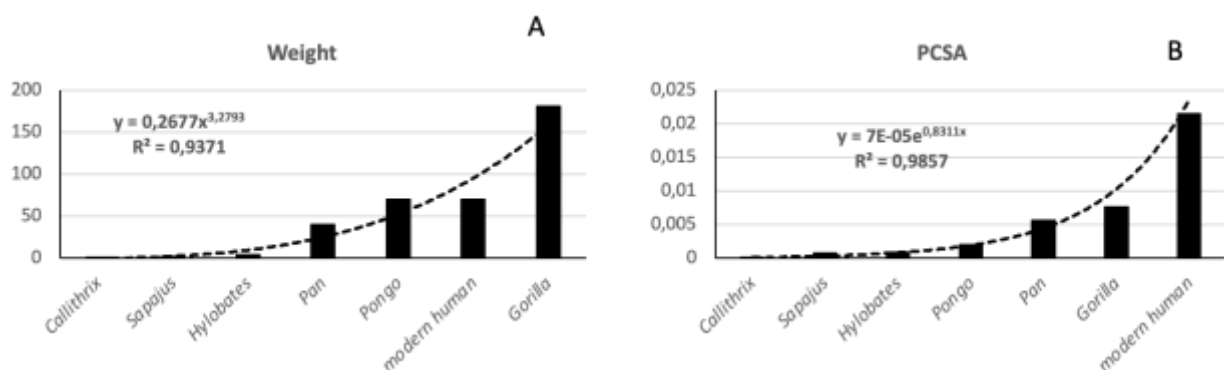 A
Weight
200
150
100
50
0
y = 0,2677x^3,2793
R² = 0,9371
Callithrix
Sapajus
Hylobates
Pan
Pongo
modern human
Gorilla
B
PCSA
0,025
0,02
0,015
0,01
0,005
0
y = 7E-05e^0,8311x
R² = 0,9857
Callithrix
Sapajus
Hylobates
Pongo
Pan
Gorilla
modern human